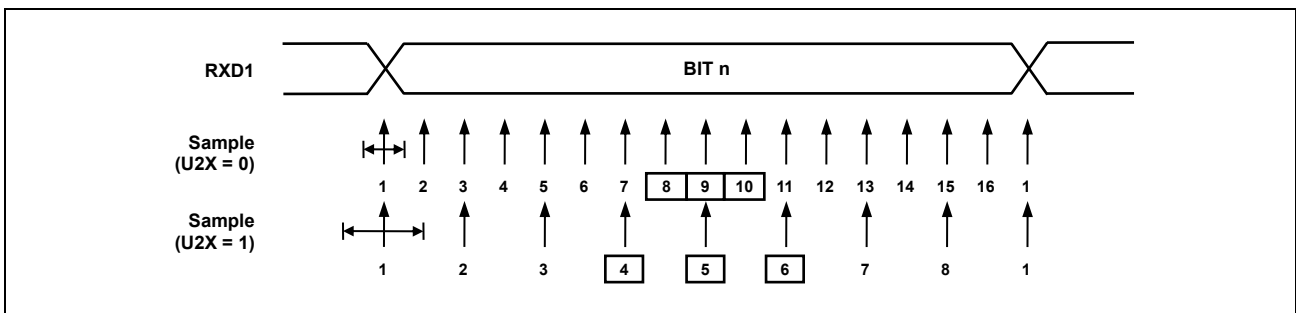 RXD1
BIT n
Sample
(U2X = 0)
1 2 3 4 5 6 7 8 9 10 11 12 13 14 15 16 1
Sample
(U2X = 1)
1 2 3 4 5 6 7 8 1